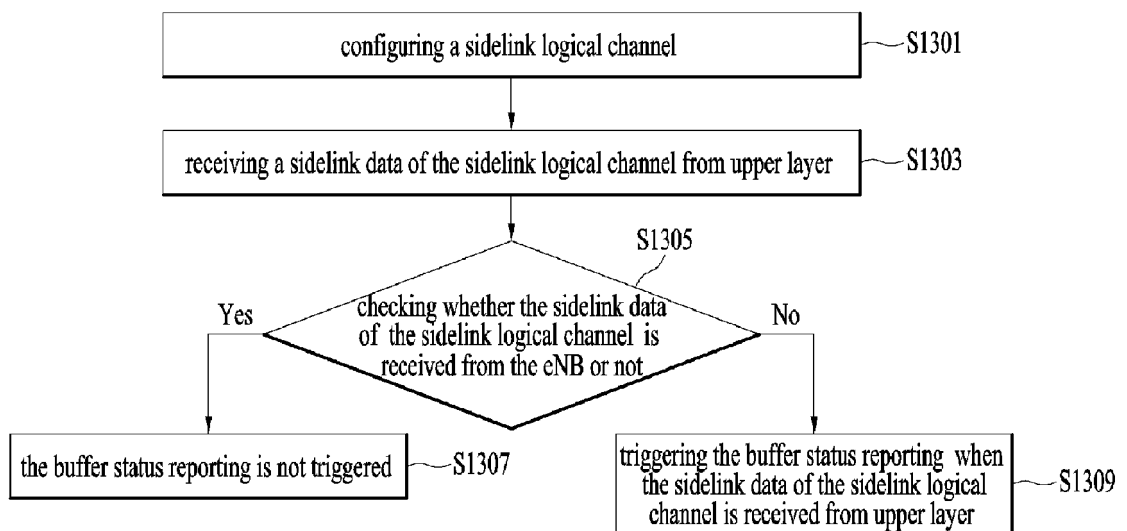 configuring a sidelink logical channel
S1301
receiving a sidelink data of the sidelink logical channel from upper layer
S1303
S1305
checking whether the sidelink data
of the sidelink logical channel is
received from the eNB or not
Yes
No
the buffer status reporting is not triggered
S1307
triggering the buffer status reporting when
the sidelink data of the sidelink logical
channel is received from upper layer
S1309